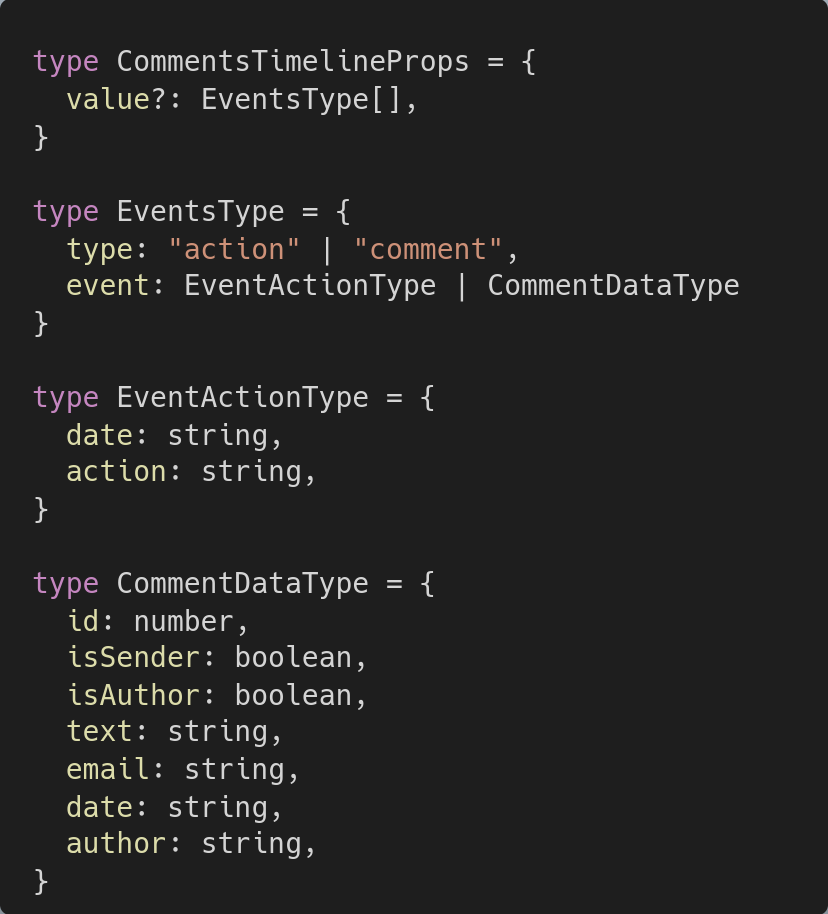 type CommentsTimelineProps = {
  value?: EventsType[],
}

type EventsType = {
  type: "action" | "comment",
  event: EventActionType | CommentDataType
}

type EventActionType = {
  date: string,
  action: string,
}

type CommentDataType = {
  id: number,
  isSender: boolean,
  isAuthor: boolean,
  text: string,
  email: string,
  date: string,
  author: string,
}